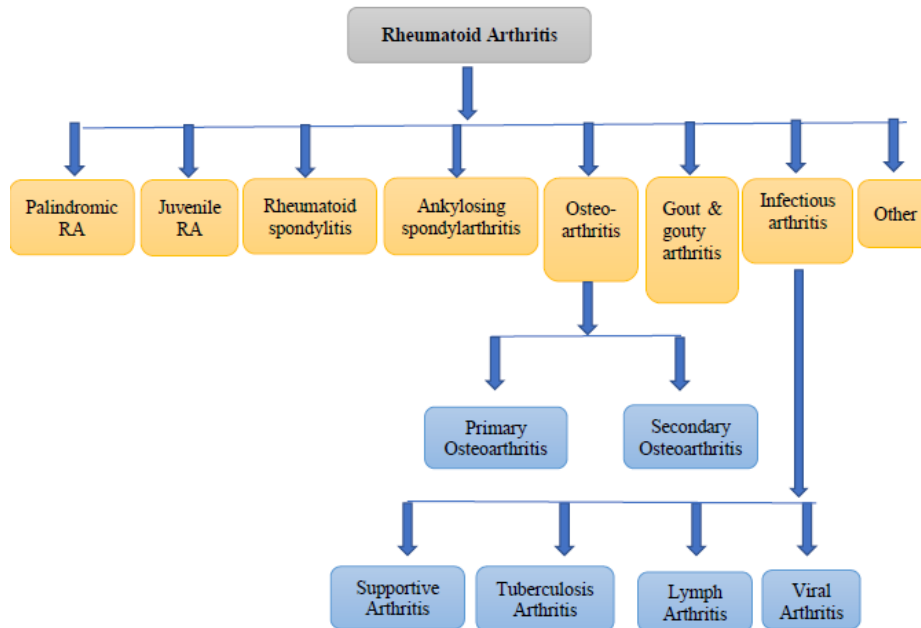 Rheumatoid Arthritis
Palindromic
RA
Juvenile
RA
Rheumatoid
spondylitis
Ankylosing
spondylarthritis
Osteo-
arthritis
Gout &
gouty
arthritis
Infectious
arthritis
Other
Primary
Osteoarthritis
Secondary
Osteoarthritis
Supportive
Arthritis
Tuberculosis
Arthritis
Lymph
Arthritis
Viral
Arthritis